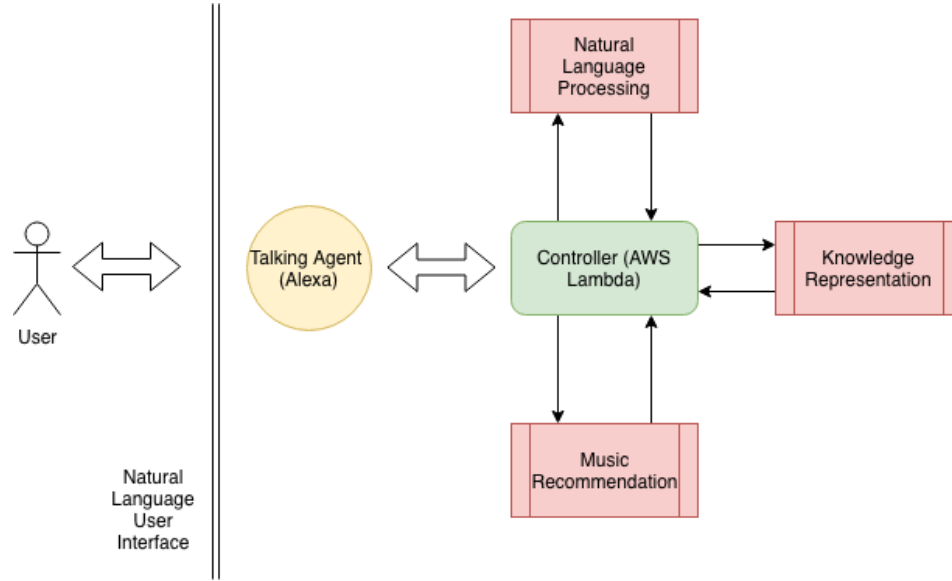 Natural
Language
Processing
Talking Agent
(Alexa)
Controller (AWS
Lambda)
Knowledge
Representation
User
Music
Recommendation
Natural
Language
User
Interface